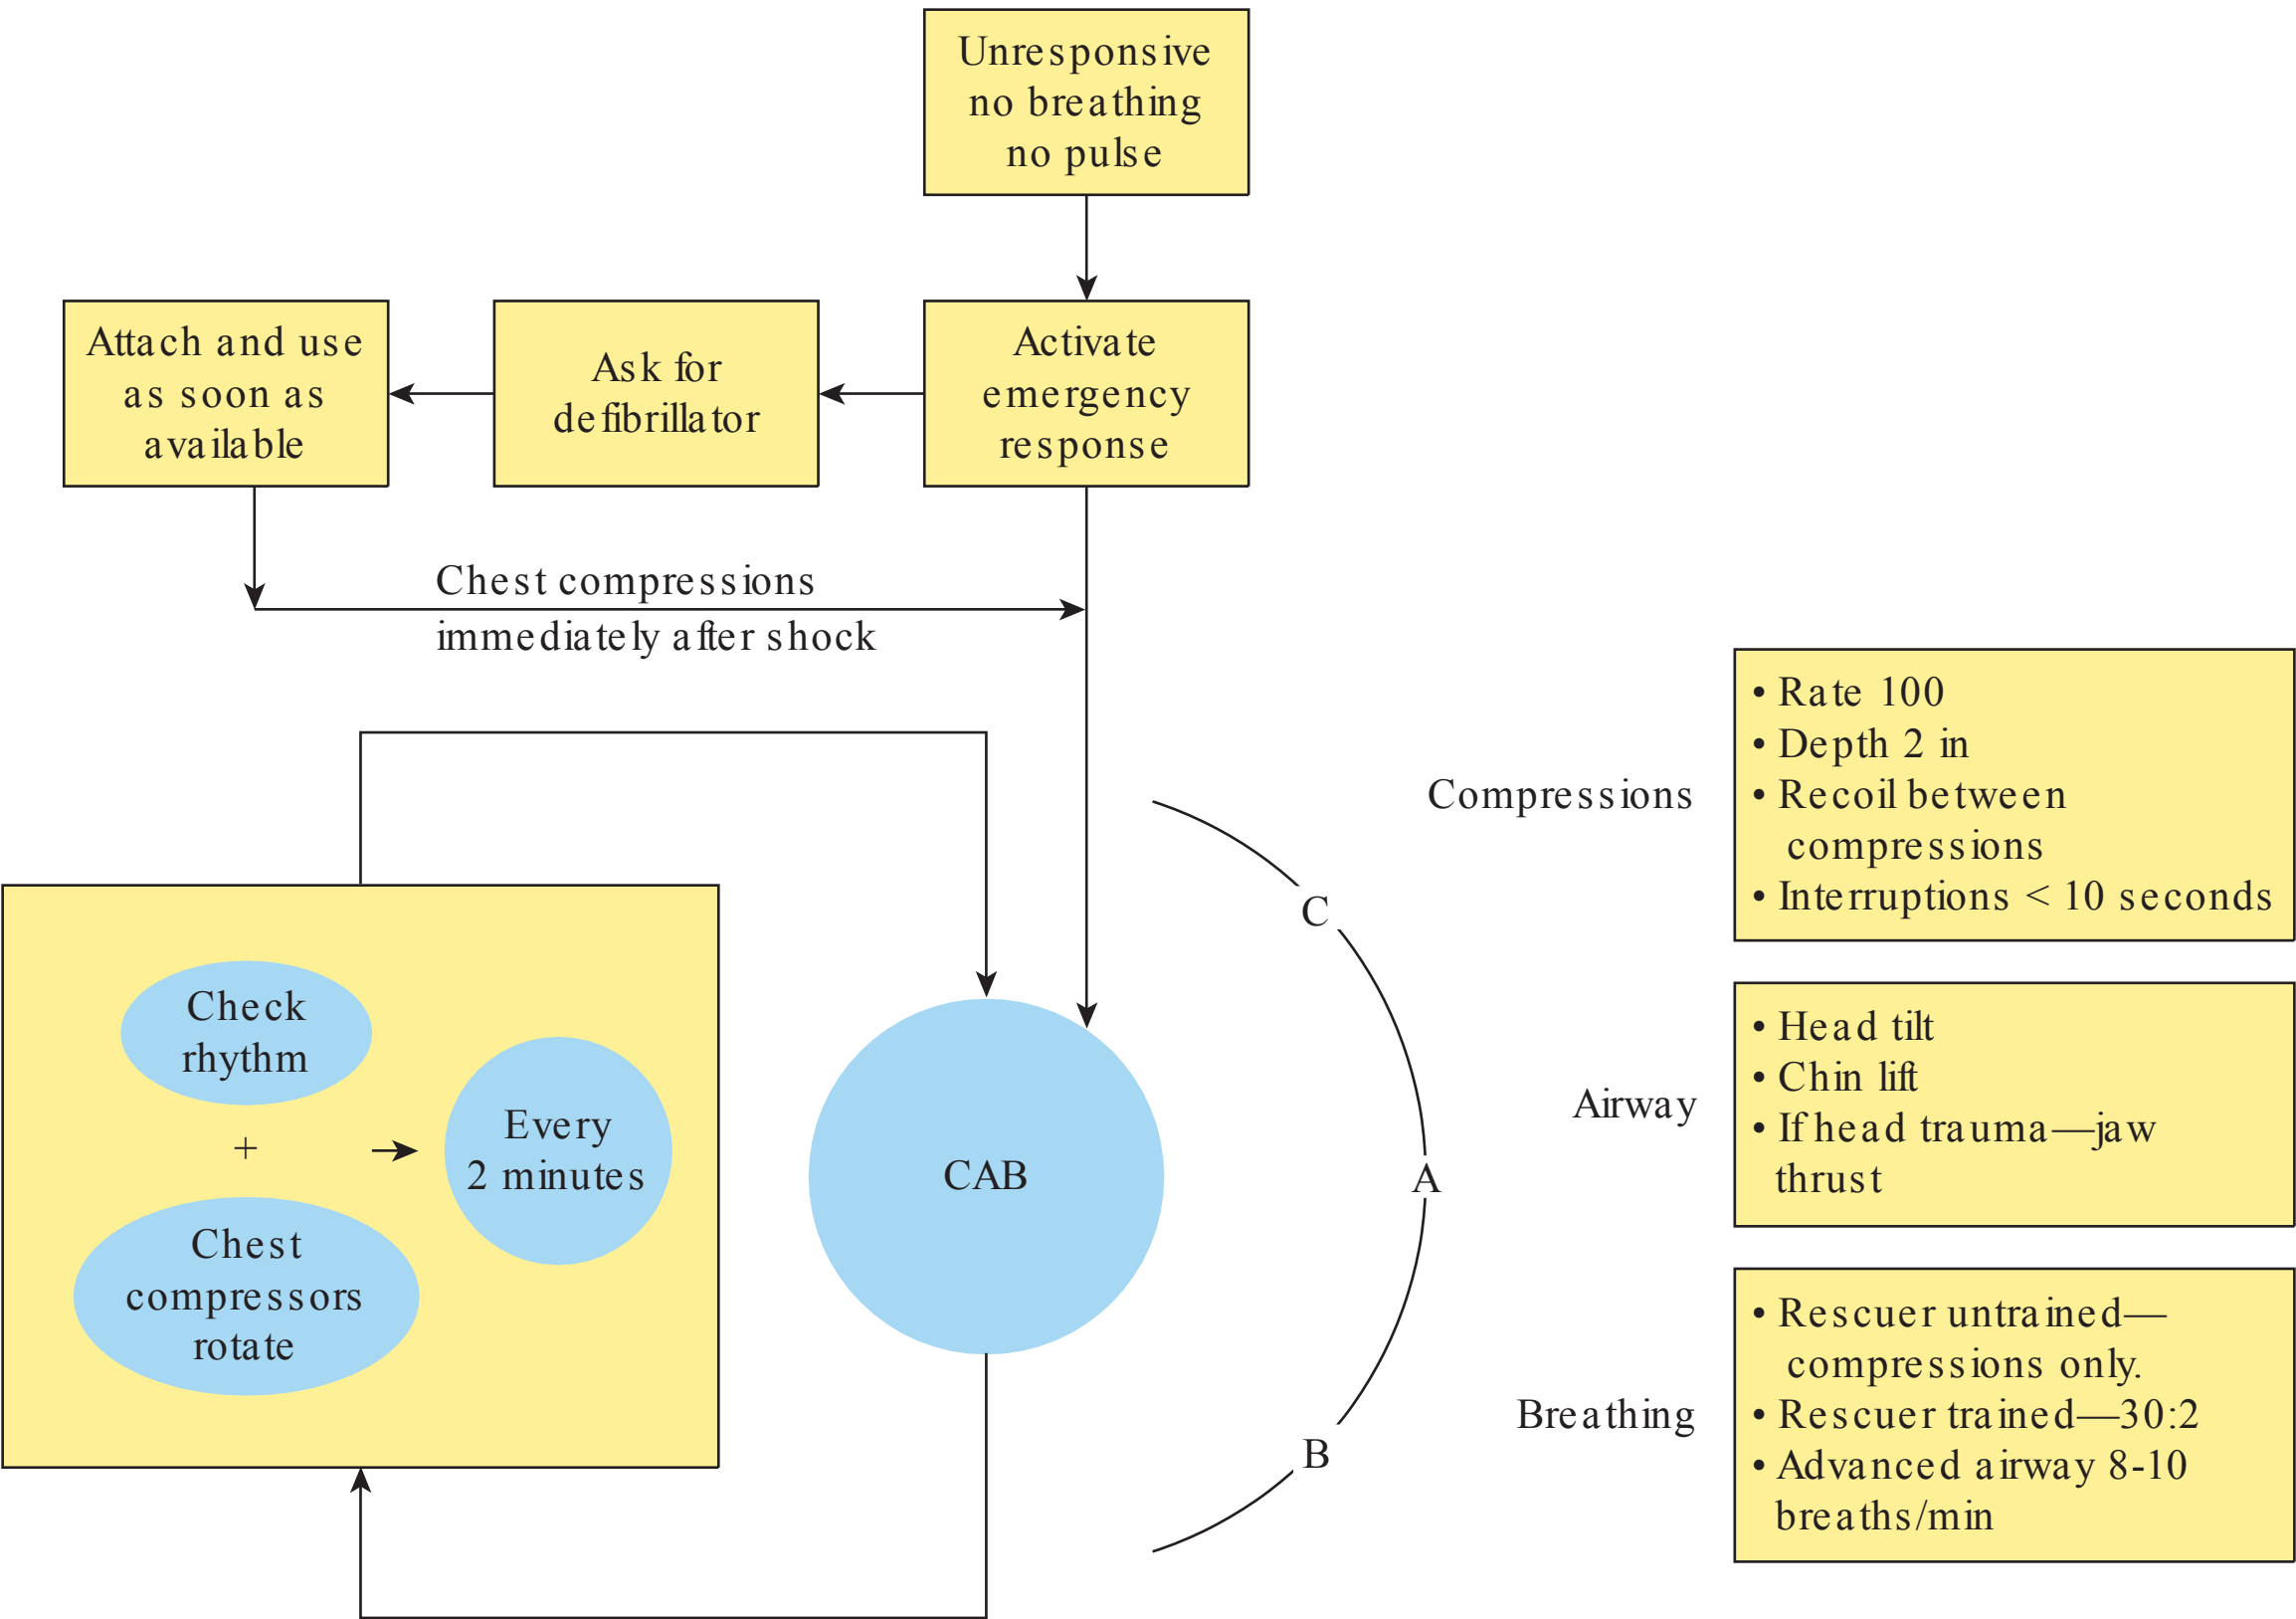 Unresponsive
no breathing
no pulse
Attach and use
as soon as
available
Ask for
defibrillator
Activate
emergency
response
Chest compressions
immediately after shock
Check
rhythm
+
Chest
compressors
rotate
Every
2 minutes
CAB
C
A
B
Compressions
• Rate 100
• Depth 2 in
• Recoil between
compressions
• Interruptions < 10 seconds
Airway
• Head tilt
• Chin lift
• If head trauma—jaw
thrust
Breathing
• Rescuer untrained—
compressions only.
• Rescuer trained—30:2
• Advanced airway 8-10
breaths/min